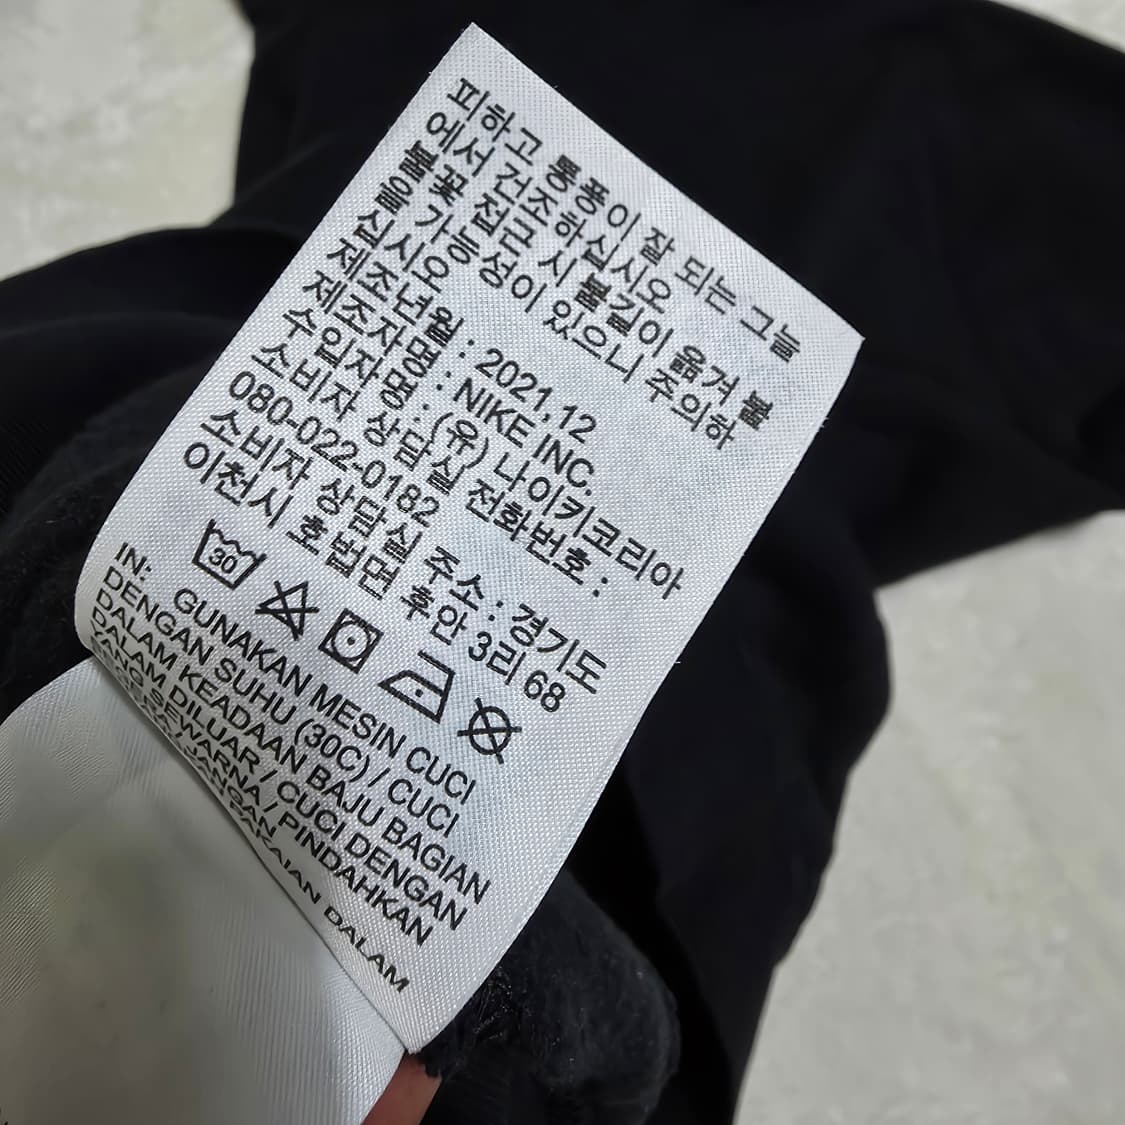 피하고 통풍이 잘 되는 그늘
에서 건조하십시오
불꽃 접근 시 불길이 옮겨 붙
을 가능성이 있으니 주의하
십시오
제조년월 : 2021.12
제조자명 : NIKE INC.
수입자명 : (유) 나이키코리아
소비자 상담실 전화번호 :
080-022-0182
소비자 상담실 주소 : 경기도
이천시 호법면 후안 3리 68
30
IN: GUNAKAN MESIN CUCI
DENGAN SUHU (30C) / CUCI
DALAM KEADAAN BAJU BAGIAN
DALAM DILUAR / CUCI DENGAN
YANG SEWARNA / PINDAHKAN
JANGAN
PAKAIAN DALAM